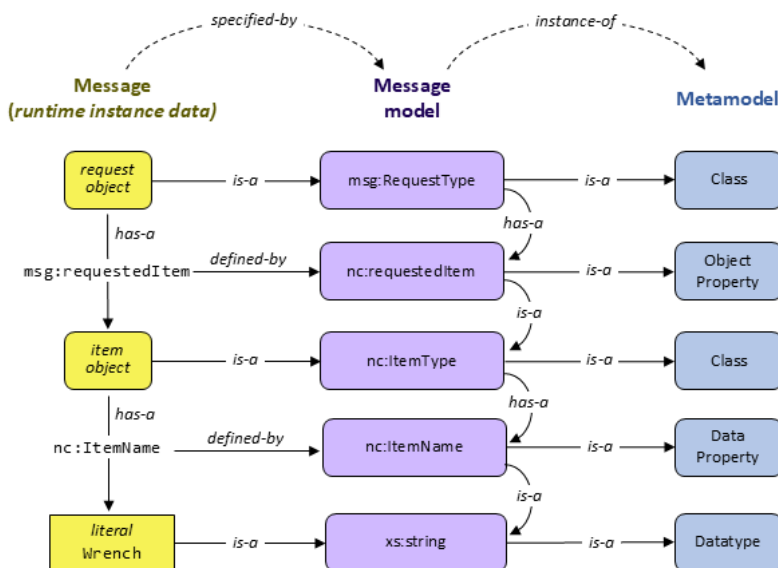 specified-by
instance-of
Message
(runtime instance data)
Message
model
Metamodel
request
object
is-a
msg:RequestType
is-a
Class
has-a
has-a
msg:requestedItem
defined-by
nc:requestedItem
is-a
Object
Property
is-a
item
object
is-a
nc:ItemType
is-a
Class
has-a
has-a
nc:ItemName
defined-by
nc:ItemName
is-a
Data
Property
is-a
literal
Wrench
is-a
xs:string
is-a
Datatype